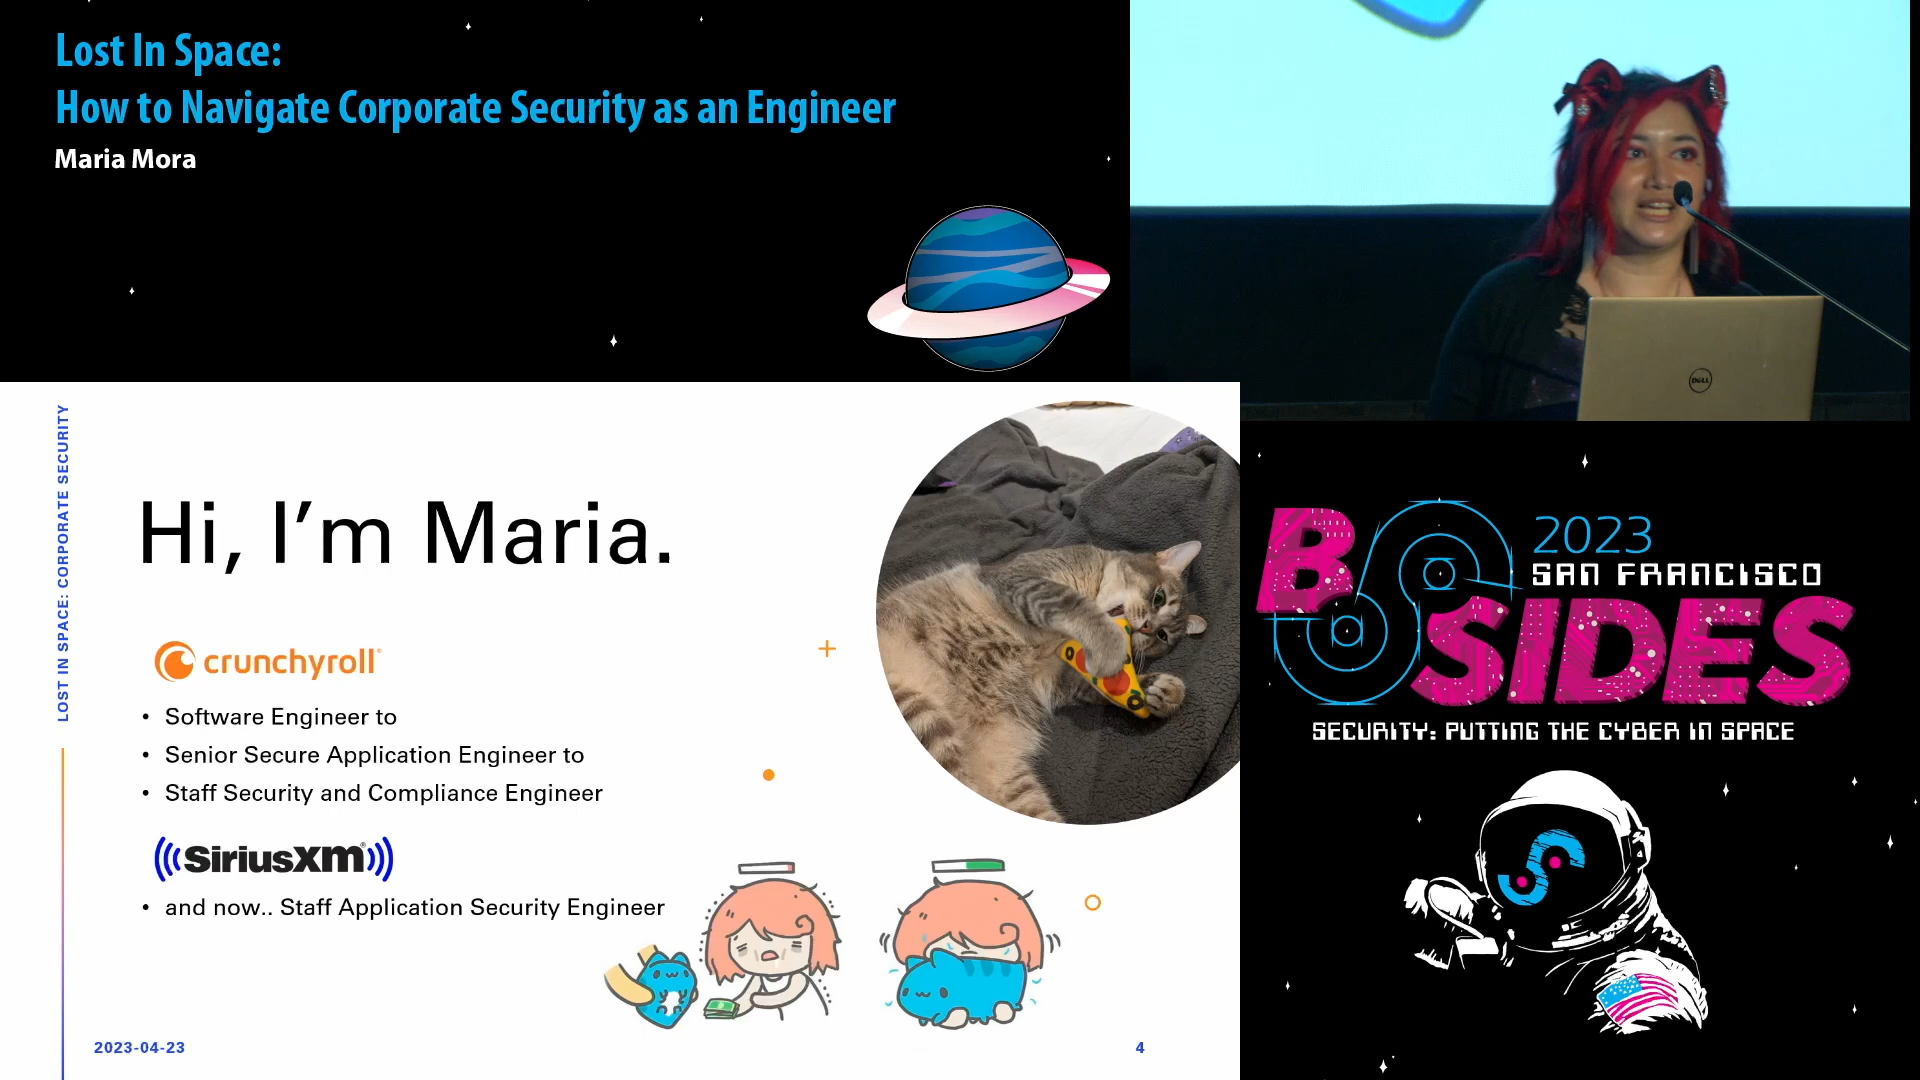 Lost In Space:
How to Navigate Corporate Security as an Engineer
Maria Mora
DELL
LOST IN SPACE: CORPORATE SECURITY
Hi, I’m Maria.
crunchyroll
• Software Engineer to
• Senior Secure Application Engineer to
• Staff Security and Compliance Engineer
SiriusXM
• and now.. Staff Application Security Engineer
2023-04-23
4
2023
SAN FRANCISCO
BSIDES
SECURITY: PUTTING THE CYBER IN SPACE